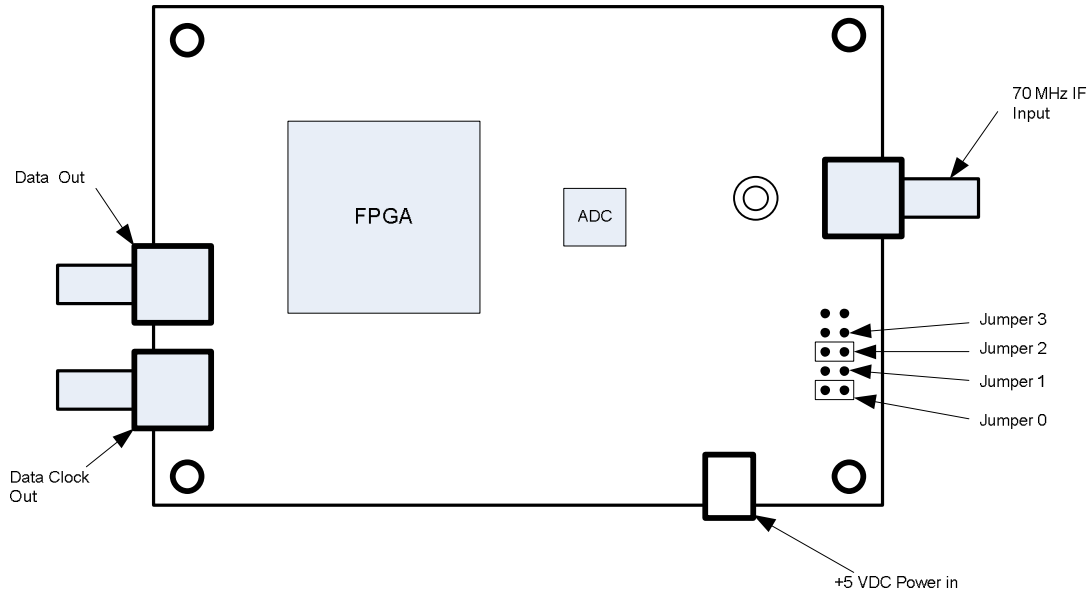 70 MHz IF
Input
Data Out
FPGA
ADC
Jumper 3
Jumper 2
Jumper 1
Jumper 0
Data Clock
Out
+5 VDC Power in